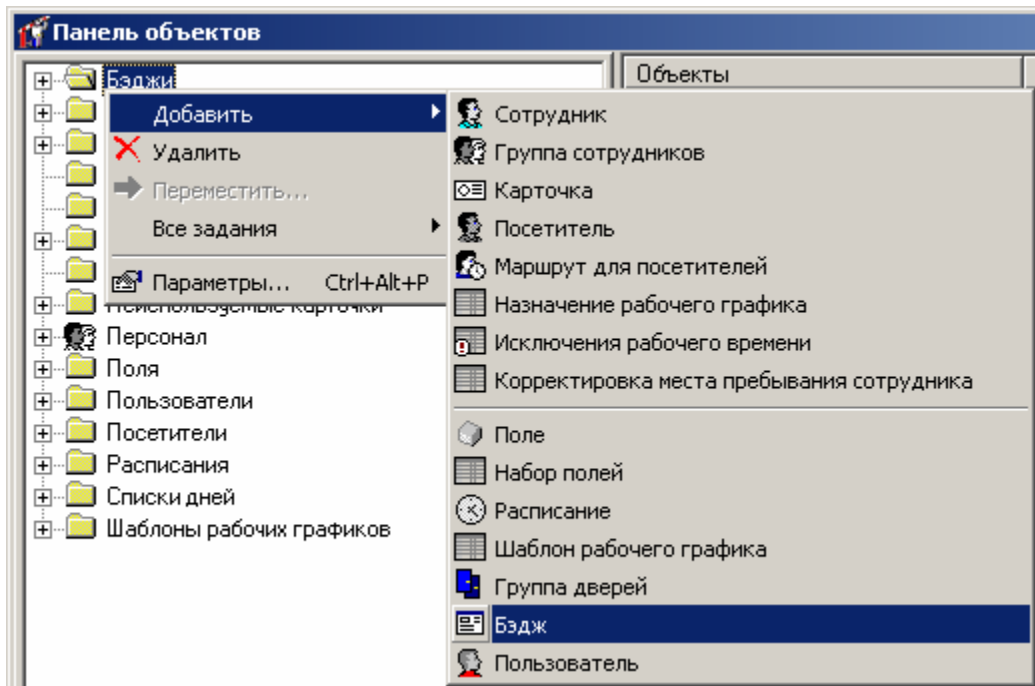 Панель объектов
Объекты
Бэджи
Добавить
Удалить
Переместить...
Все задания
Параметры... Ctrl+Alt+P
Сотрудник
Группа сотрудников
Карточка
Посетитель
Маршрут для посетителей
Назначение рабочего графика
Исключения рабочего времени
Корректировка места пребывания сотрудника
Поле
Набор полей
Расписание
Шаблон рабочего графика
Группа дверей
Бэдж
Пользователь
Неиспользуемые карточки
Персонал
Поля
Пользователи
Посетители
Расписания
Списки дней
Шаблоны рабочих графиков